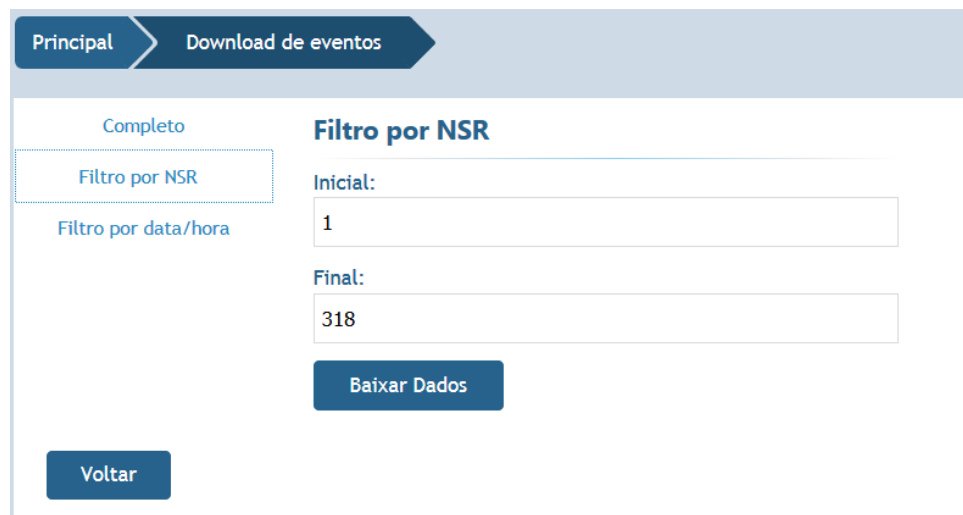 Principal
Download de eventos
Completo
Filtro por NSR
Filtro por data/hora
Filtro por NSR
Inicial:
1
Final:
318
Baixar Dados
Voltar